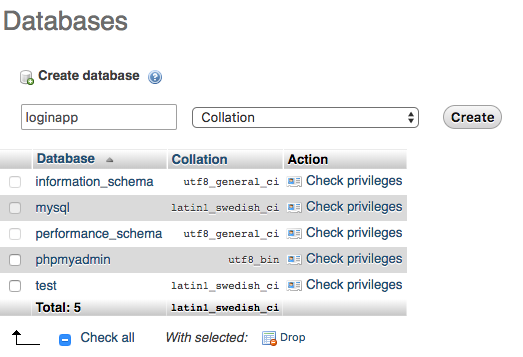 Databases
Create database
loginapp Collation Create
Database Collation Action
information_schema utf8_general_ci Check privileges
mysql latin1_swedish_ci Check privileges
performance_schema utf8_general_ci Check privileges
phpmyadmin utf8_bin Check privileges
test latin1_swedish_ci Check privileges
Total: 5 latin1_swedish_ci
Check all With selected: Drop